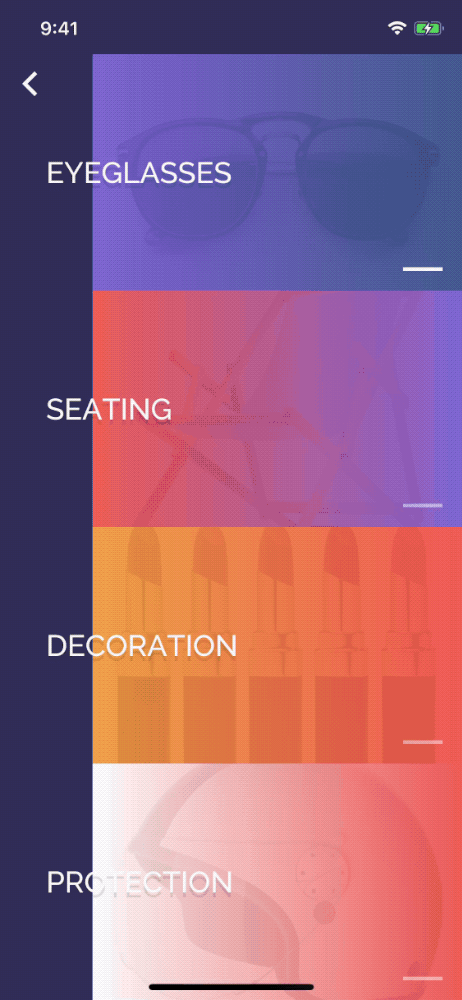 9:41
EYEGLASSES
SEATING
DECORATION
PROTECTION